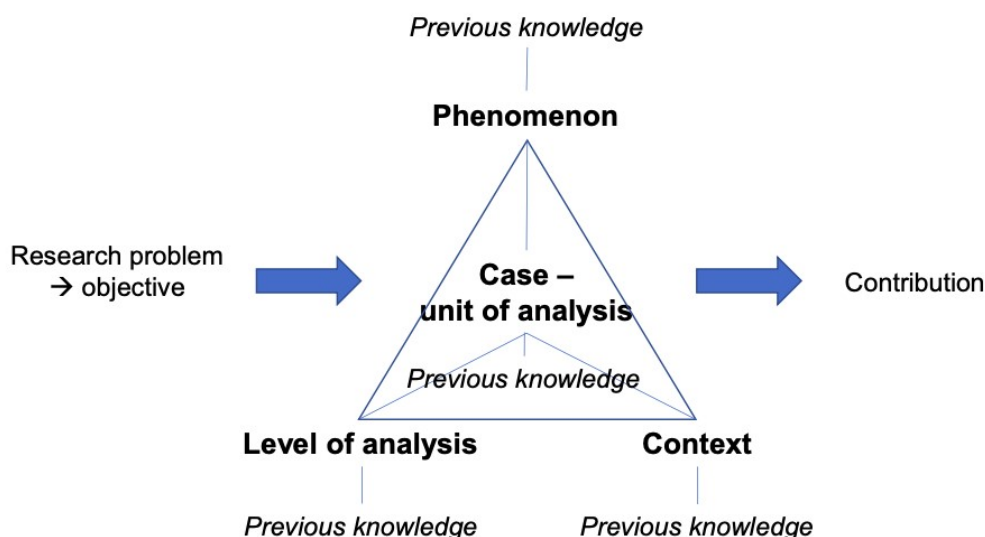 Previous knowledge
Phenomenon
Research problem
→ objective
Case –
unit of analysis
Contribution
Previous knowledge
Level of analysis
Context
Previous knowledge
Previous knowledge